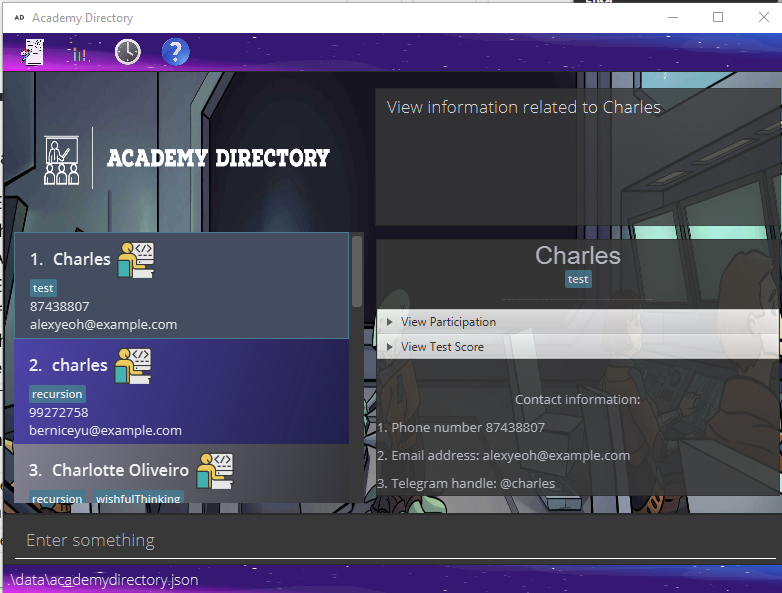 AD Academy Directory
?
ACADEMY DIRECTORY
View information related to Charles
1. Charles
test
87438807
alexyeoh@example.com
2. charles
recursion
99272758
berniceyu@example.com
3. Charlotte Oliveiro
recursion wishfulThinking
Charles
test
View Participation
View Test Score
Contact information:
1. Phone number 87438807
2. Email address: alexyeoh@example.com
3. Telegram handle: @charles
Enter something
.\data\academydirectory.json